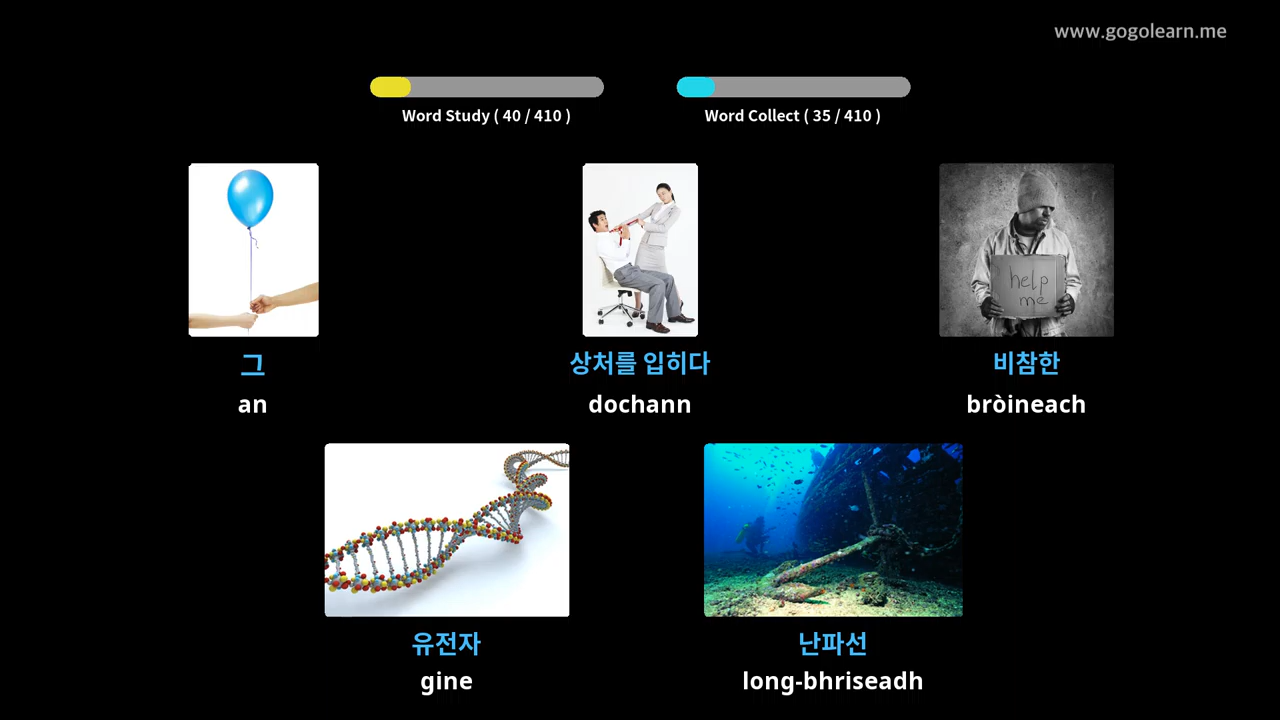 www.gogolearn.me
Word Study ( 40 / 410 )
Word Collect ( 35 / 410 )
help
me
그
상처를 입히다
비참한
an
dochann
bròineach
유전자
난파선
gine
long-bhriseadh